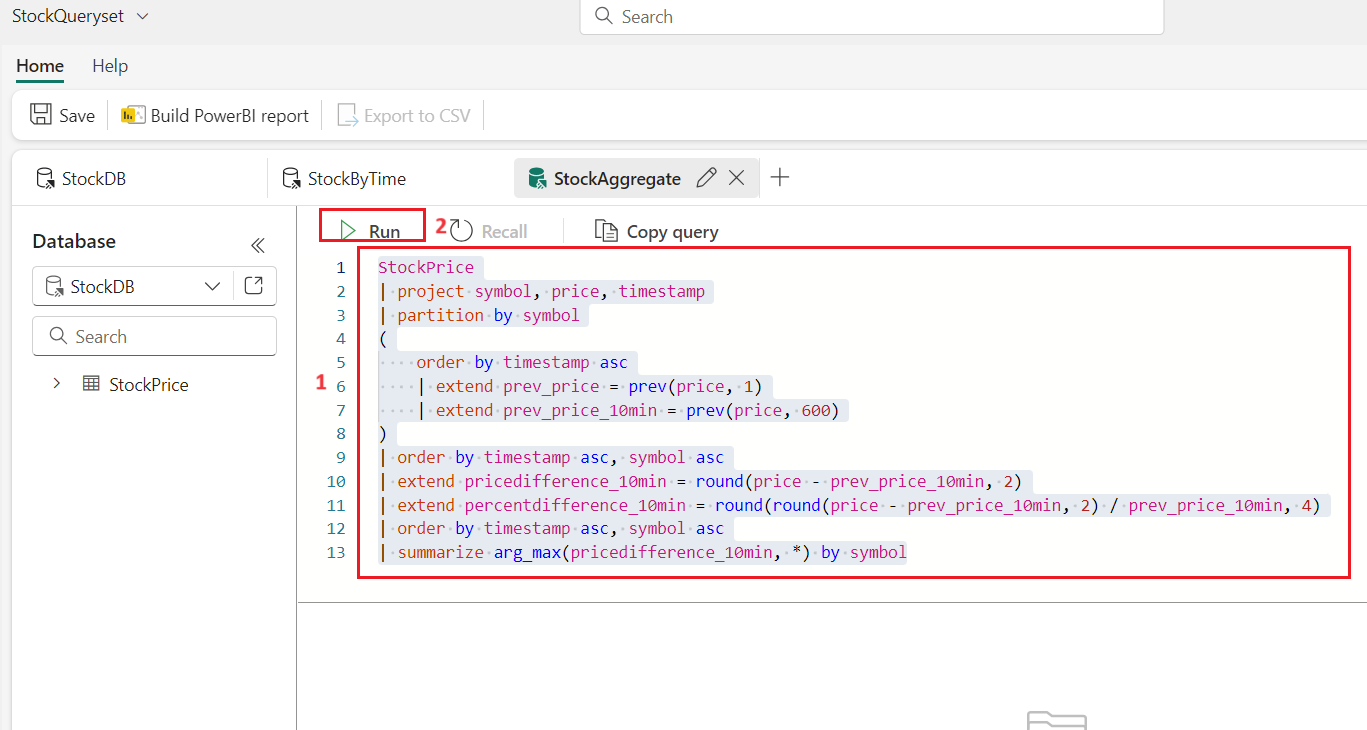 StockQueryset
Search
Home Help
Save Build PowerBI report Export to CSV
StockDB StockByTime StockAggregate
Database
StockDB
Search
StockPrice
Run 2 Recall Copy query
1
1 StockPrice
2 | project symbol, price, timestamp
3 | partition by symbol
4 (
5     order by timestamp asc
6     | extend prev_price = prev(price, 1)
7     | extend prev_price_10min = prev(price, 600)
8 )
9 | order by timestamp asc, symbol asc
10 | extend pricedifference_10min = round(price - prev_price_10min, 2)
11 | extend percentdifference_10min = round(round(price - prev_price_10min, 2) / prev_price_10min, 4)
12 | order by timestamp asc, symbol asc
13 | summarize arg_max(pricedifference_10min, *) by symbol